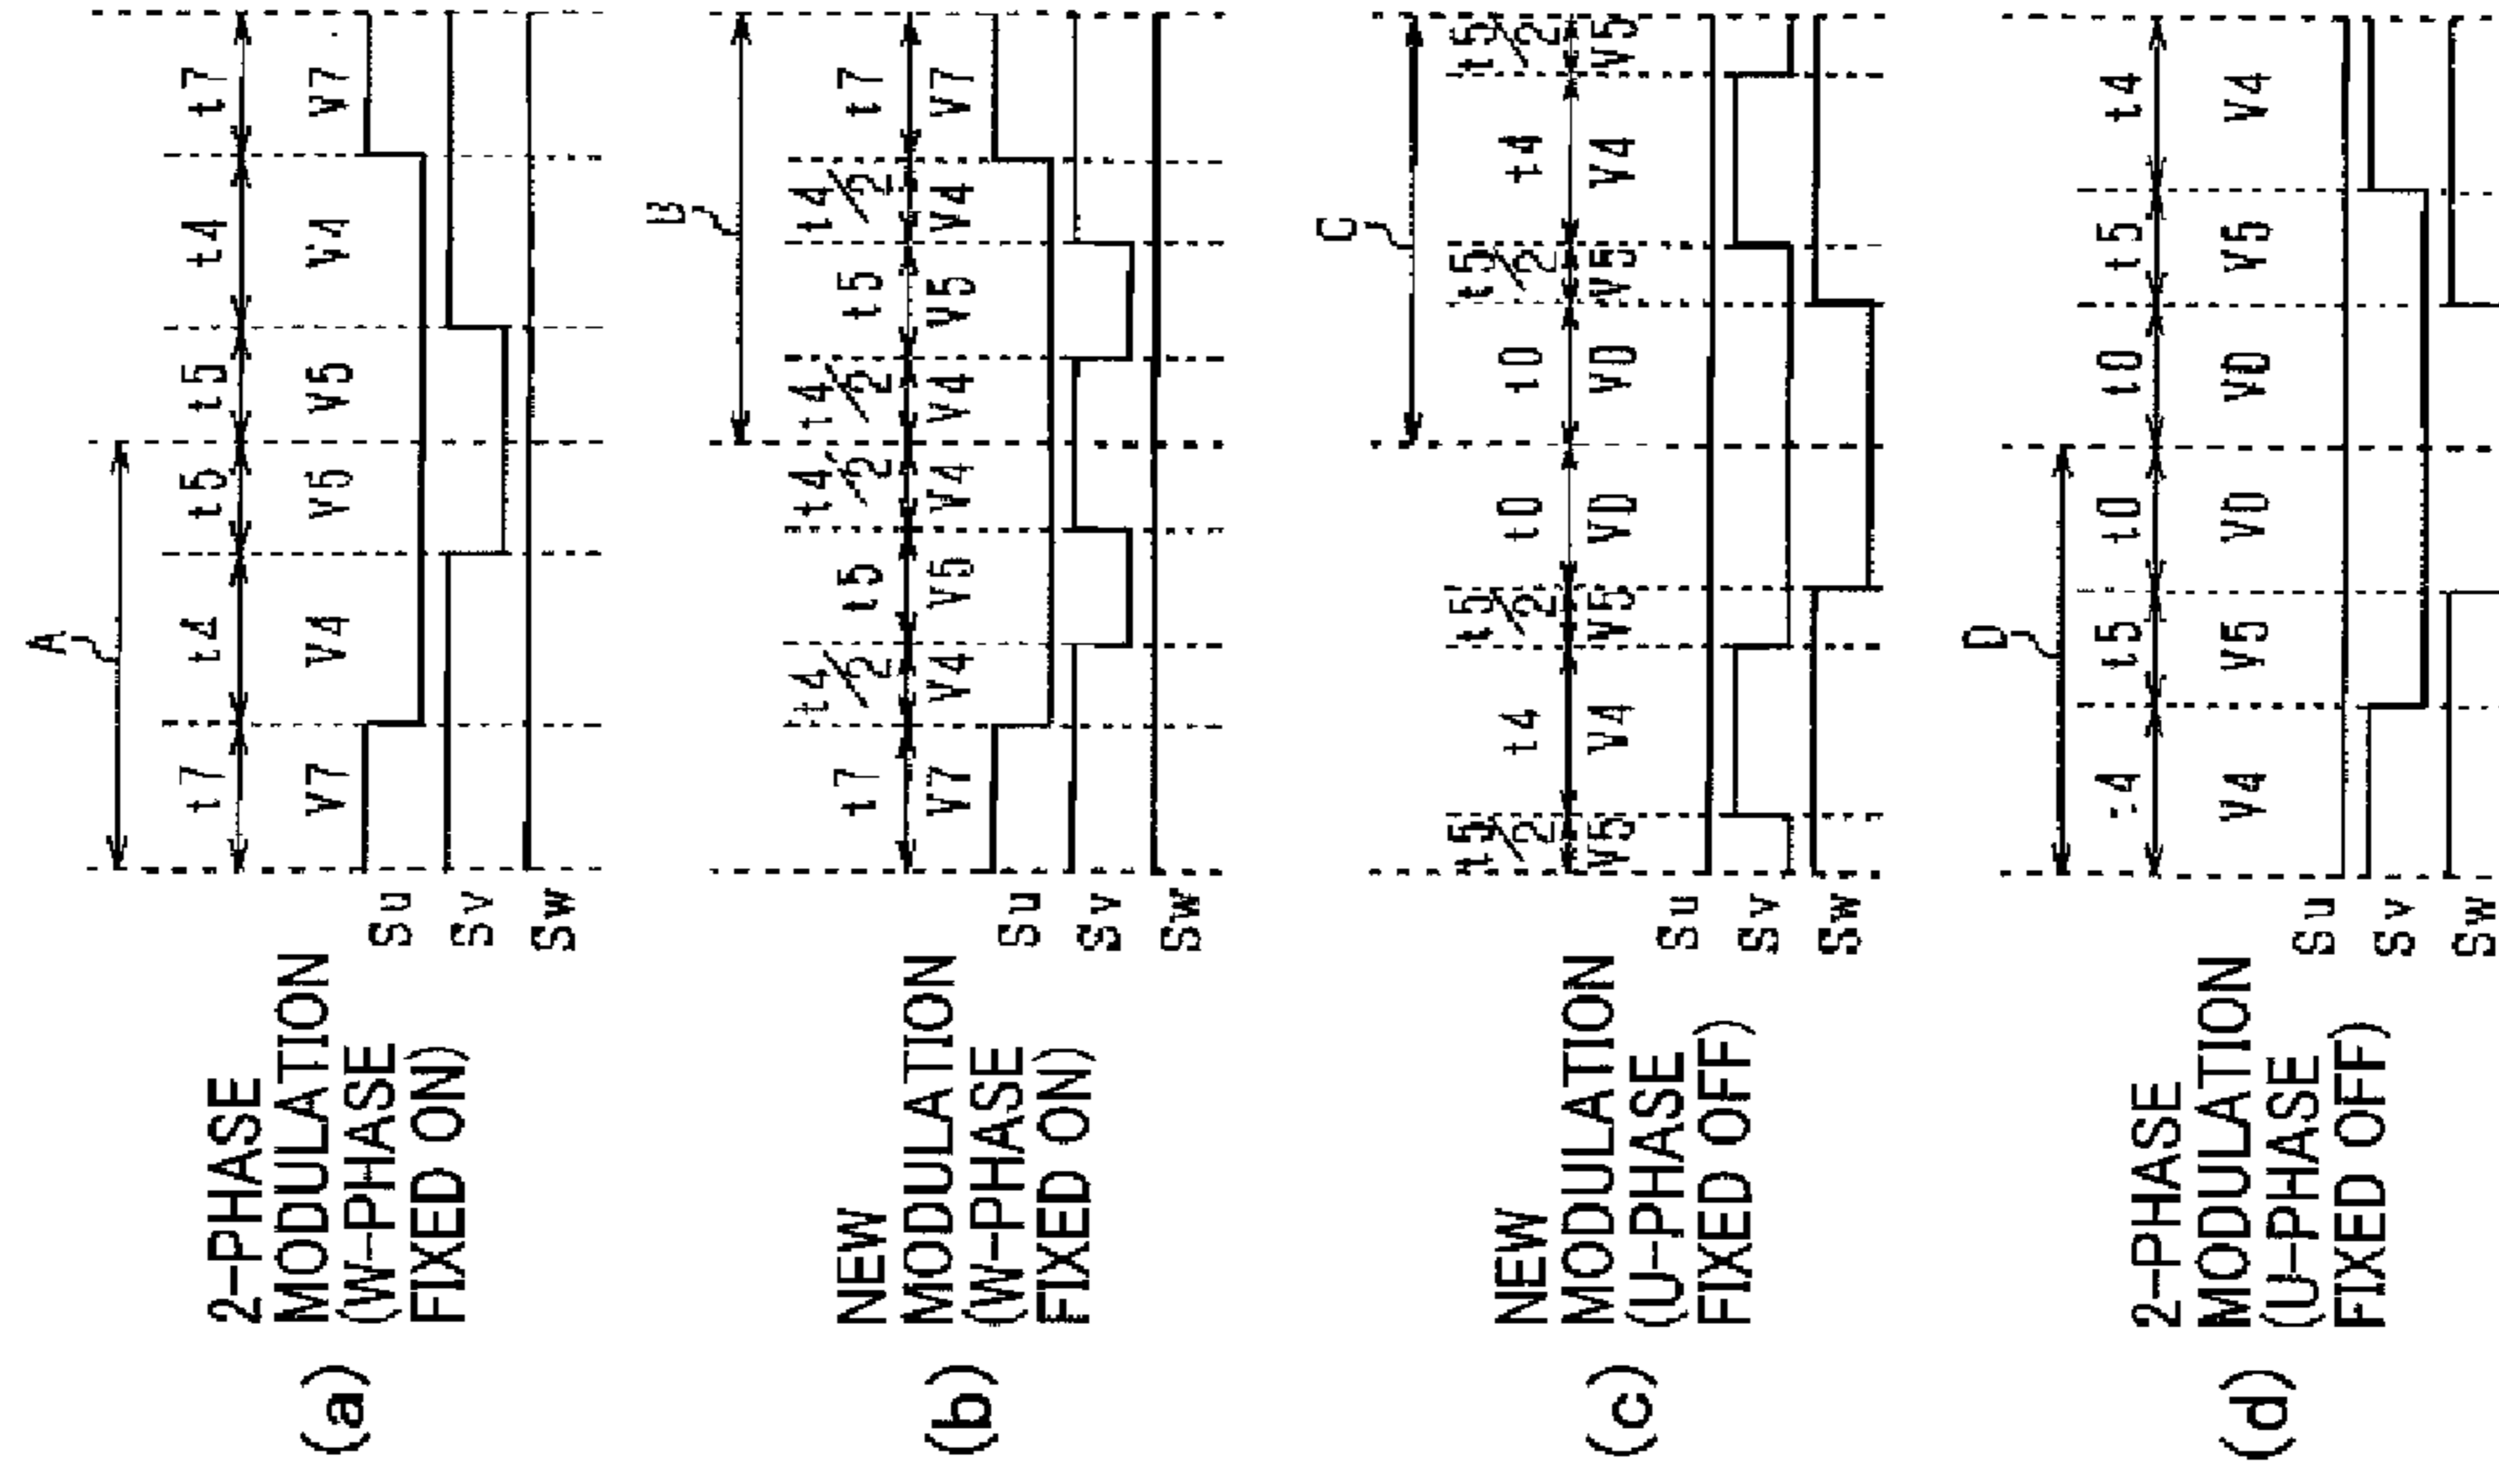 (a)
2-PHASE
MODULATION
(W-PHASE
FIXED ON)
A
t7 t4 t5 t5 t4 t7
V7 V4 V5 V5 V4 V7
Su
Sv
Sw
(b)
NEW
MODULATION
(W-PHASE
FIXED ON)
B
t7 t4/2 t5 t4/2 t4/2 t5 t4/2 t7
V7 V4 V5 V4 V4 V5 V4 V7
Su
Sv
Sw
(c)
NEW
MODULATION
(U-PHASE
FIXED OFF)
C
t5/2 t4 t5/2 t0 t0 t5/2 t4 t5/2
V5 V4 V5 V0 V0 V5 V4 V5
Su
Sv
Sw
(d)
2-PHASE
MODULATION
(U-PHASE
FIXED OFF)
D
t4 t5 t0 t0 t5 t4
V4 V5 V0 V0 V5 V4
Su
Sv
Sw